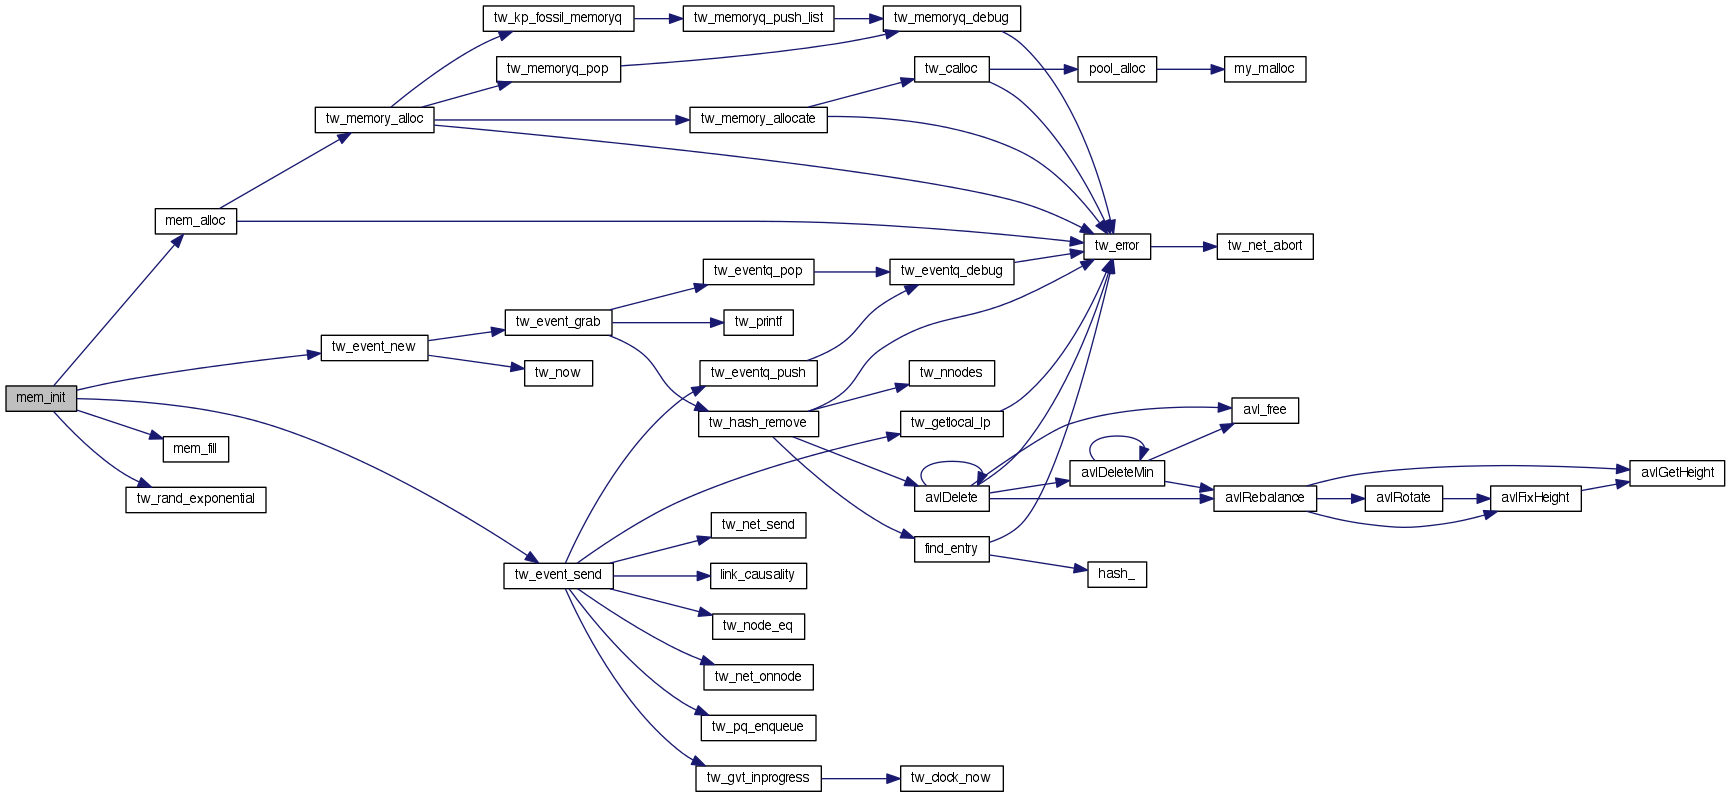 tw_kp_fossil_memoryq
tw_memoryq_push_list
tw_memoryq_debug
tw_memoryq_pop
tw_calloc
pool_alloc
my_malloc
tw_memory_alloc
tw_memory_allocate
mem_alloc
tw_error
tw_net_abort
tw_eventq_pop
tw_eventq_debug
tw_event_grab
tw_printf
tw_event_new
tw_now
tw_eventq_push
tw_nnodes
mem_init
avl_free
tw_hash_remove
tw_getlocal_lp
mem_fill
avlDeleteMin
avlGetHeight
tw_rand_exponential
avlDelete
avlRebalance
avlRotate
avlFixHeight
tw_net_send
find_entry
tw_event_send
link_causality
hash_
tw_node_eq
tw_net_onnode
tw_pq_enqueue
tw_gvt_inprogress
tw_clock_now